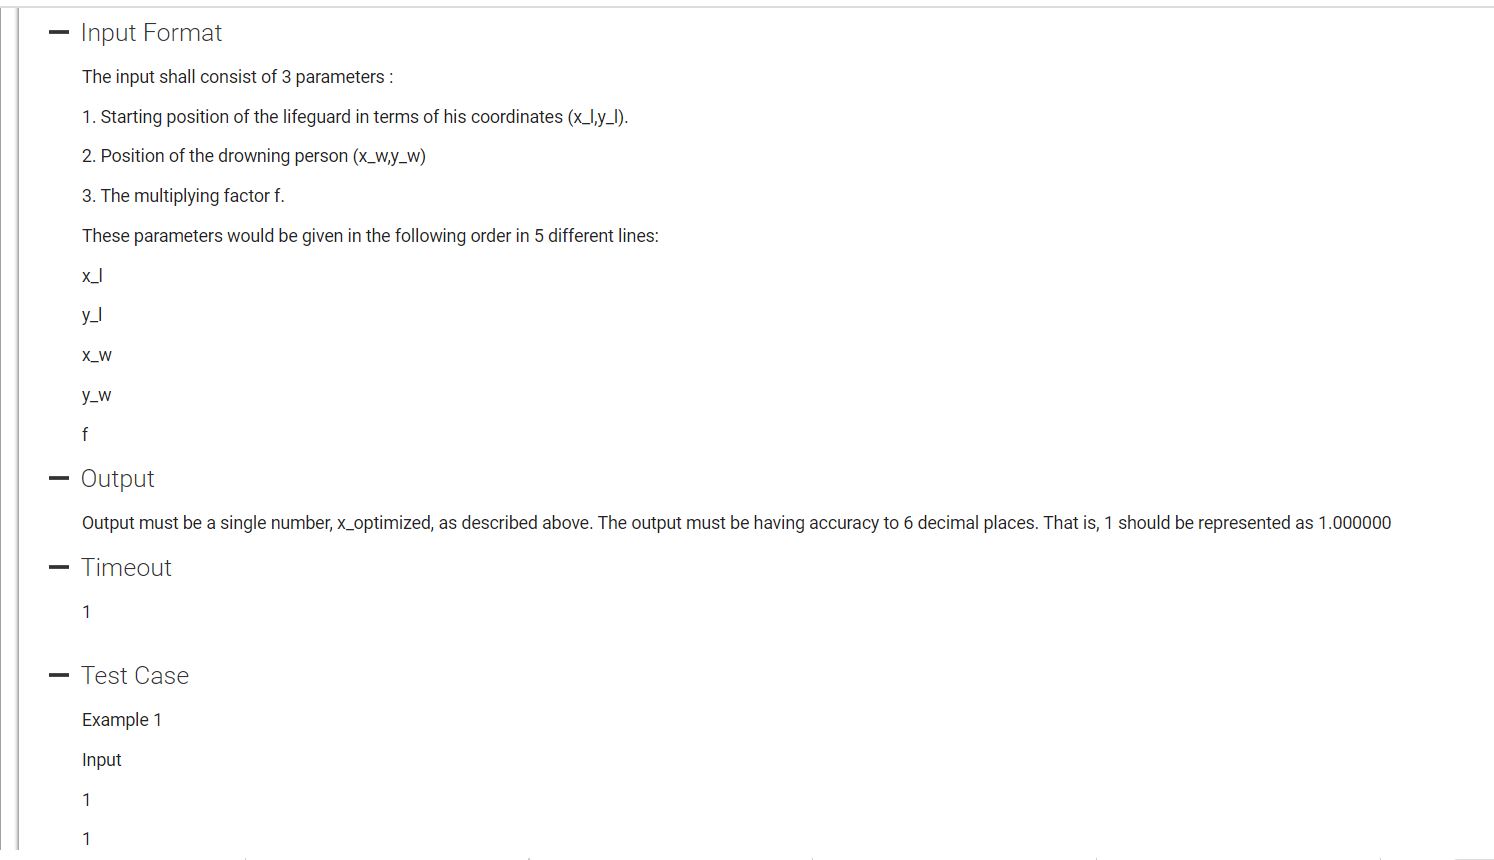 Input Format
The input shall consist of 3 parameters :
1. Starting position of the lifeguard in terms of his coordinates (x_l,y_l).
2. Position of the drowning person (x_w,y_w)
3. The multiplying factor f.
These parameters would be given in the following order in 5 different lines:
x_l
y_l
x_w
y_w
f
Output
Output must be a single number, x_optimized, as described above. The output must be having accuracy to 6 decimal places. That is, 1 should be represented as 1.000000
Timeout
1
Test Case
Example 1
Input
1
1